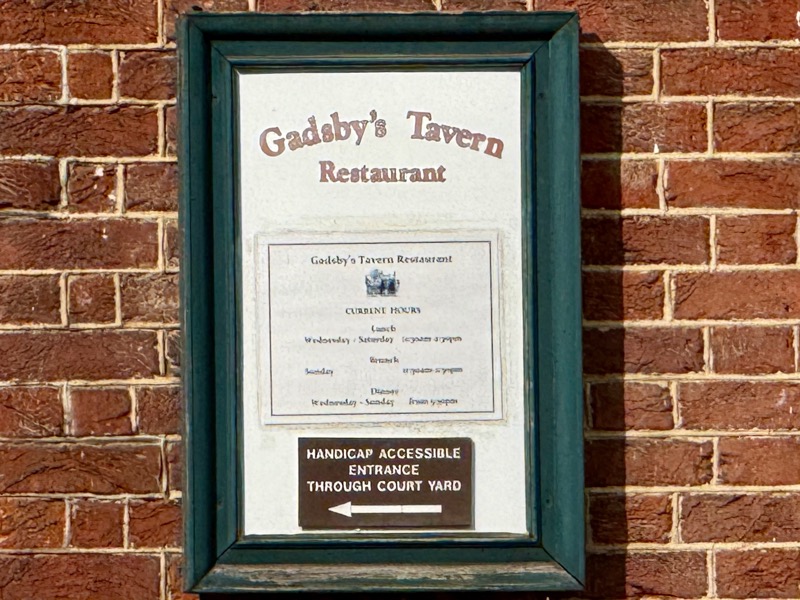 Gadsby's Tavern
Restaurant
Gadsby's Tavern Restaurant
CURRENT HOURS
Lunch
Wednesday - Saturday
Brunch
Sunday
Dinner
Wednesday - Sunday
HANDICAP ACCESSIBLE
ENTRANCE
THROUGH COURT YARD